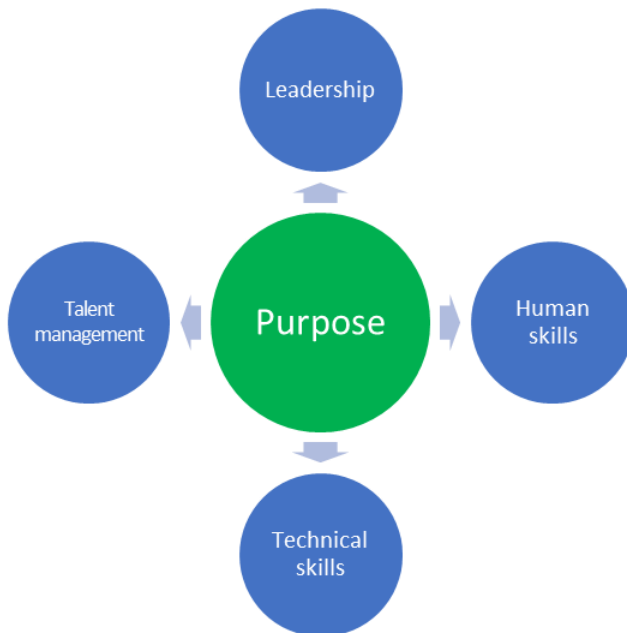 Leadership
Talent
management
Purpose
Human
skills
Technical
skills